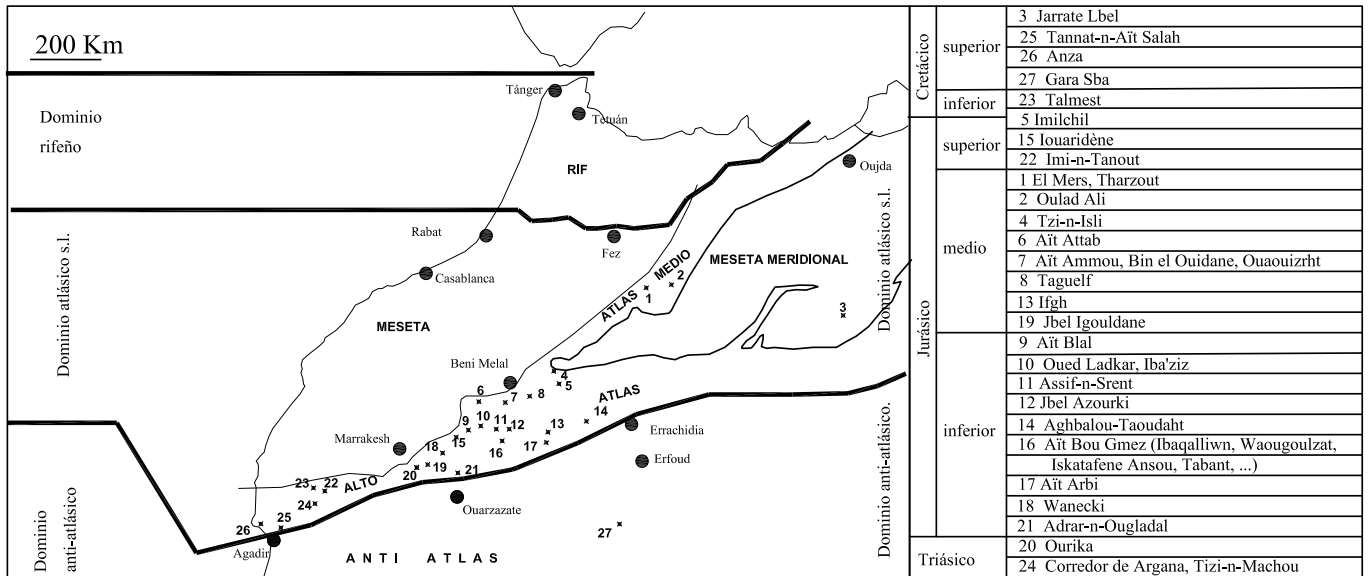 200 Km
Tánger
Tetuán
Dominio
rifeño
RIF
Oujda
Rabat
Fez
Casablanca
MESETA MERIDIONAL
ATLAS MEDIO
2
1
3
MESETA
Dominio atlásico s.l.
Dominio atlásico s.l.
Beni Melal
4
5
6
7
8
ATLAS
9
10
11
12
13
14
Errachidia
Marrakesh
18
15
16
17
Erfoud
20
19
21
23
22
ALTO
24
Ouarzazate
26
25
27
Agadir
ANTI ATLAS
Dominio
anti-atlásico
Dominio anti-atlásico.
Cretácico
superior
3 Jarrate Lbel
25 Tannat-n-Aït Salah
26 Anza
27 Gara Sba
inferior
23 Talmest
Jurásico
superior
5 Imilchil
15 Iouaridène
22 Imi-n-Tanout
medio
1 El Mers, Tharzout
2 Oulad Ali
4 Tzi-n-Isli
6 Aït Attab
7 Aït Ammou, Bin el Ouidane, Ouaouizrht
8 Taguelf
13 Ifgh
19 Jbel Igouldane
inferior
9 Aït Blal
10 Oued Ladkar, Iba'ziz
11 Assif-n-Srent
12 Jbel Azourki
14 Aghbalou-Taoudaht
16 Aït Bou Gmez (Ibaqalliwn, Waougoulzat,
Iskatafene Ansou, Tabant, ...)
17 Aït Arbi
18 Wanecki
21 Adrar-n-Ougladal
Triásico
20 Ourika
24 Corredor de Argana, Tizi-n-Machou